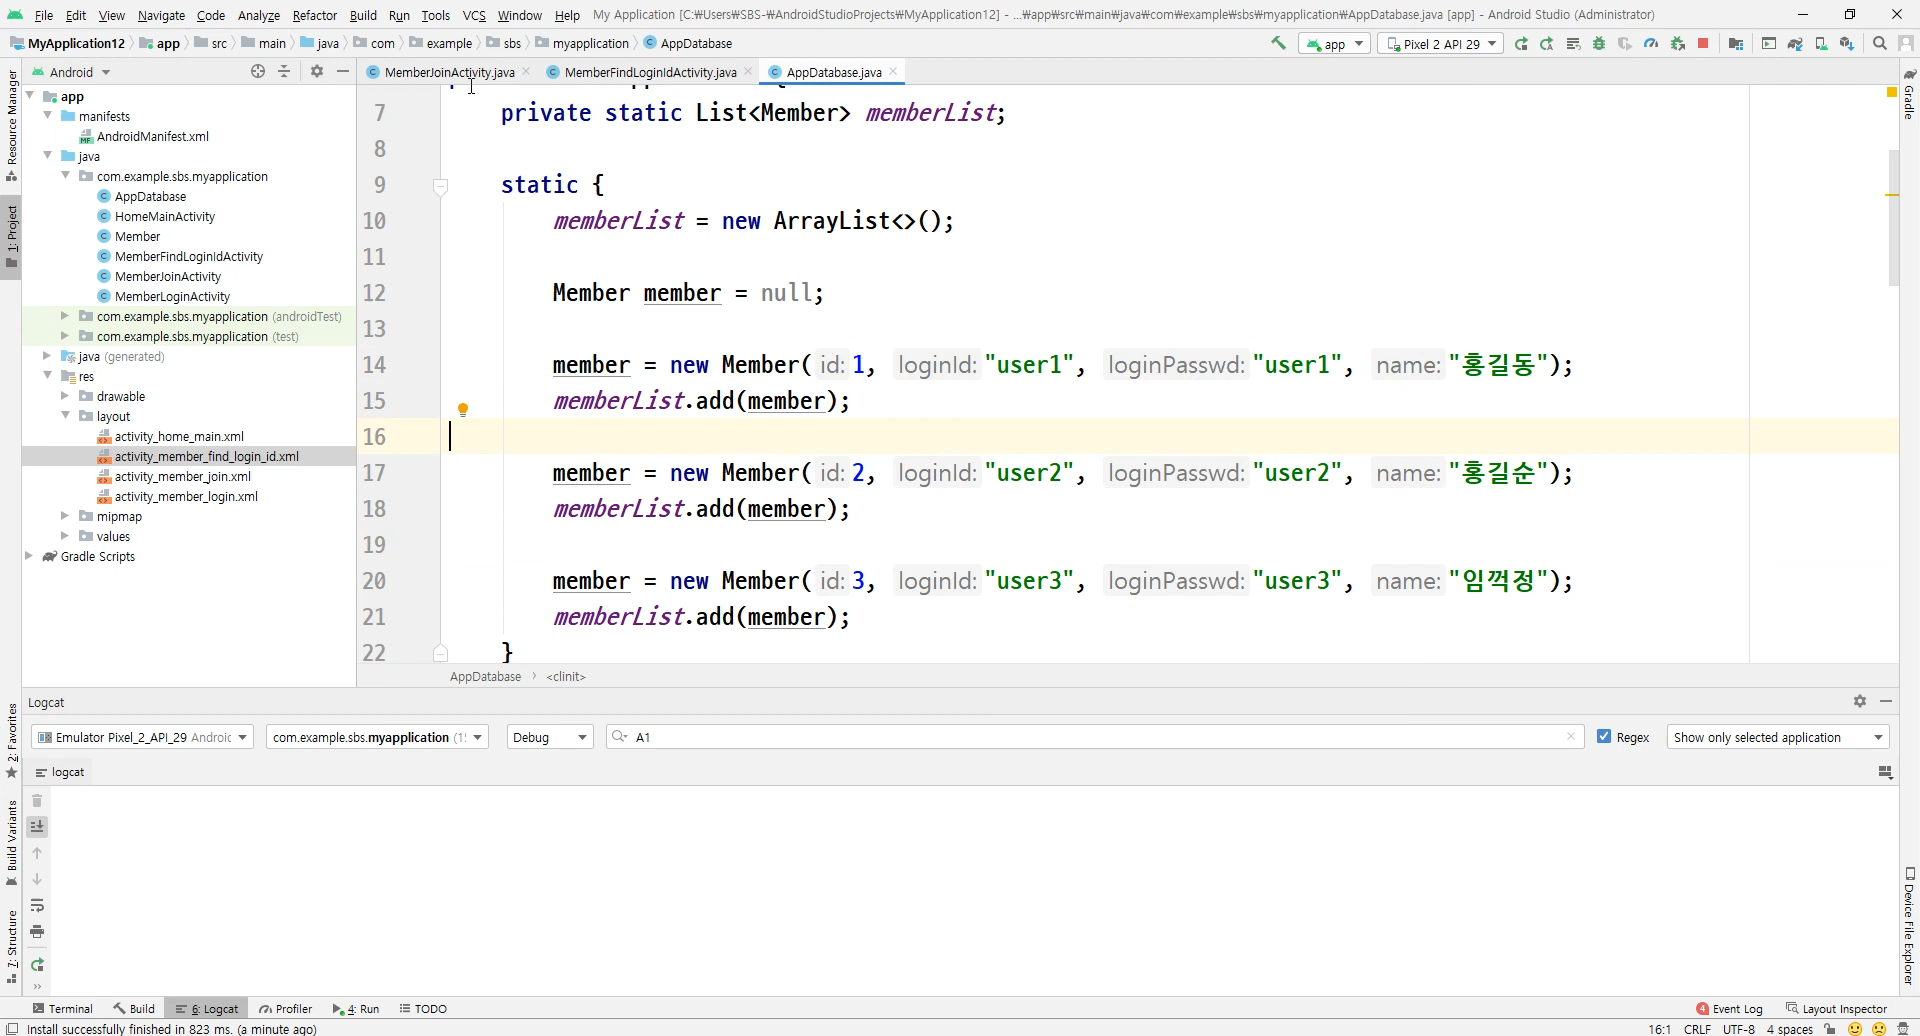 File Edit View Navigate Code Analyze Refactor Build Run Tools VCS Window Help My Application [C:₩Users₩SBS-₩AndroidStudioProjects₩MyApplication12] - ...₩app₩src₩main₩java₩com₩example₩sbs₩myapplication₩AppDatabase.java [app] - Android Studio (Administrator)
MyApplication12 app src main java com example sbs myapplication AppDatabase app Pixel 2 API 29
Android MemberJoinActivity.java MemberFindLoginIdActivity.java AppDatabase.java
Resource Manager
1: Project
2: Favorites
Build Variants
7: Structure
app
manifests
AndroidManifest.xml
java
com.example.sbs.myapplication
AppDatabase
HomeMainActivity
Member
MemberFindLoginIdActivity
MemberJoinActivity
MemberLoginActivity
com.example.sbs.myapplication (androidTest)
com.example.sbs.myapplication (test)
java (generated)
res
drawable
layout
activity_home_main.xml
activity_member_find_login_id.xml
activity_member_join.xml
activity_member_login.xml
mipmap
values
Gradle Scripts
7 private static List<Member> memberList;
8
9 static {
10 memberList = new ArrayList<>();
11
12 Member member = null;
13
14 member = new Member( id: 1, loginId: "user1", loginPasswd: "user1", name: "홍길동");
15 memberList.add(member);
16
17 member = new Member( id: 2, loginId: "user2", loginPasswd: "user2", name: "홍길순");
18 memberList.add(member);
19
20 member = new Member( id: 3, loginId: "user3", loginPasswd: "user3", name: "임꺽정");
21 memberList.add(member);
22 }
AppDatabase › <clinit>
Gradle
Device File Explorer
Logcat
Emulator Pixel_2_API_29 Androic com.example.sbs.myapplication Debug A1 Regex Show only selected application
logcat
Terminal Build 6: Logcat Profiler 4: Run TODO 4 Event Log Layout Inspector
Install successfully finished in 823 ms. (a minute ago) 16:1 CRLF UTF-8 4 spaces